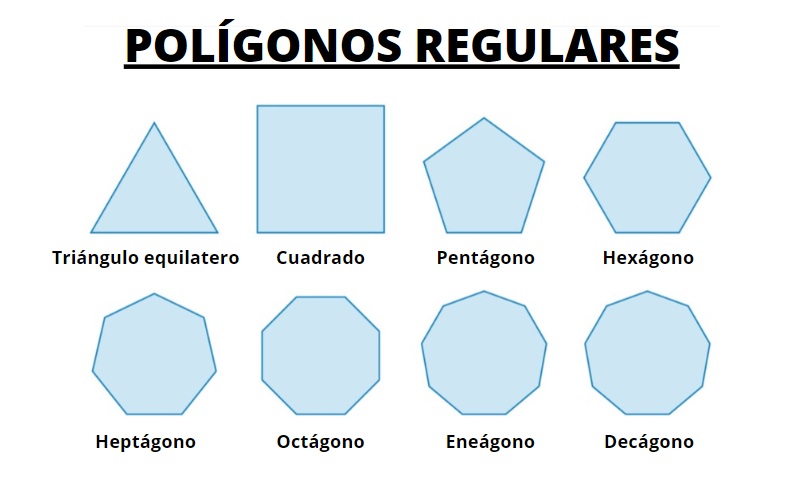 POLÍGONOS REGULARES
Triángulo equilatero Cuadrado Pentágono Hexágono
Heptágono Octágono Eneágono Decágono